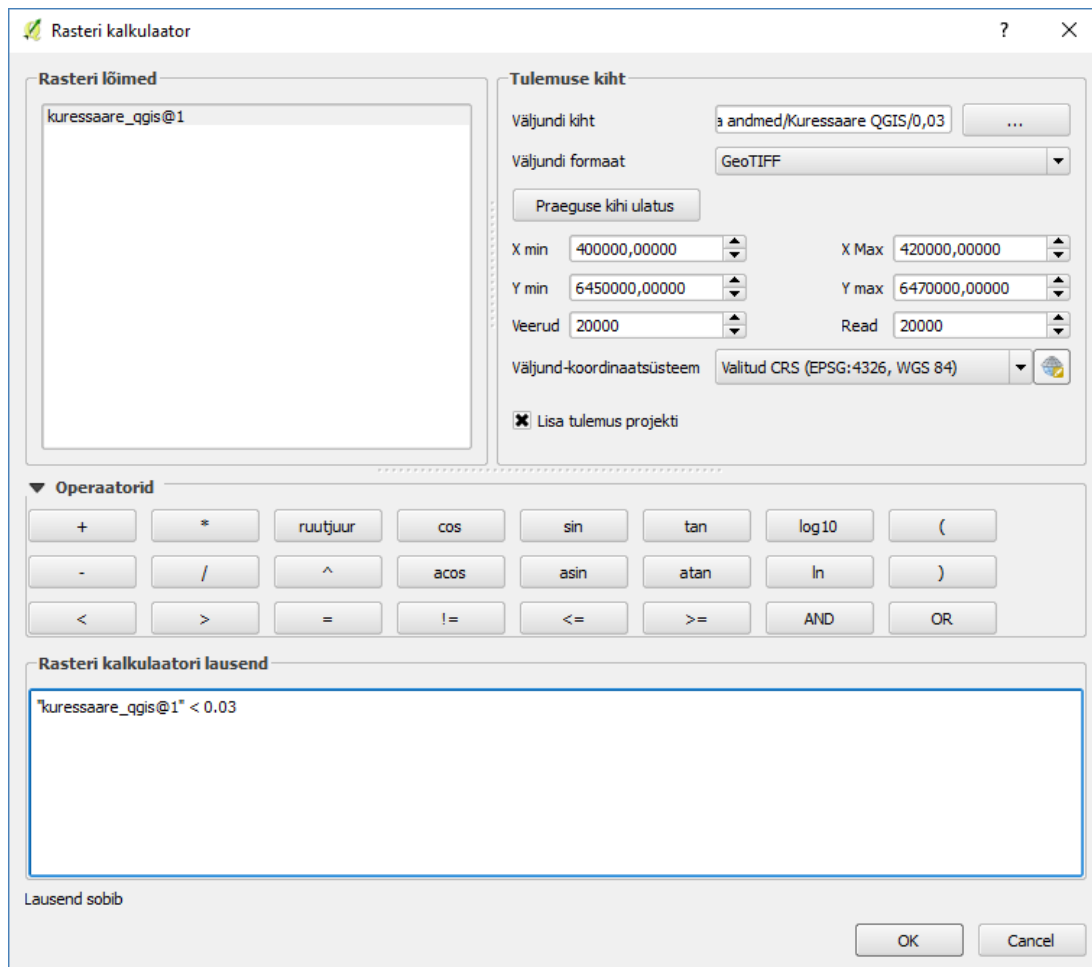 Rasteri kalkulaator ?
Rasteri lõimed
kuressaare_qgis@1
Tulemuse kiht
Väljundi kiht a andmed/Kuressaare QGIS/0,03 ...
Väljundi formaat GeoTIFF
Praeguse kihi ulatus
X min 400000,00000 X Max 420000,00000
Y min 6450000,00000 Y max 6470000,00000
Veerud 20000 Read 20000
Väljund-koordinaatsüsteem Valitud CRS (EPSG:4326, WGS 84)
Lisa tulemus projekti
Operaatorid
+ * ruutjuur cos sin tan log10 (
- / ^ acos asin atan ln )
< > = != <= >= AND OR
Rasteri kalkulaatori lausend
"kuressaare_qgis@1" < 0.03
Lausend sobib
OK Cancel